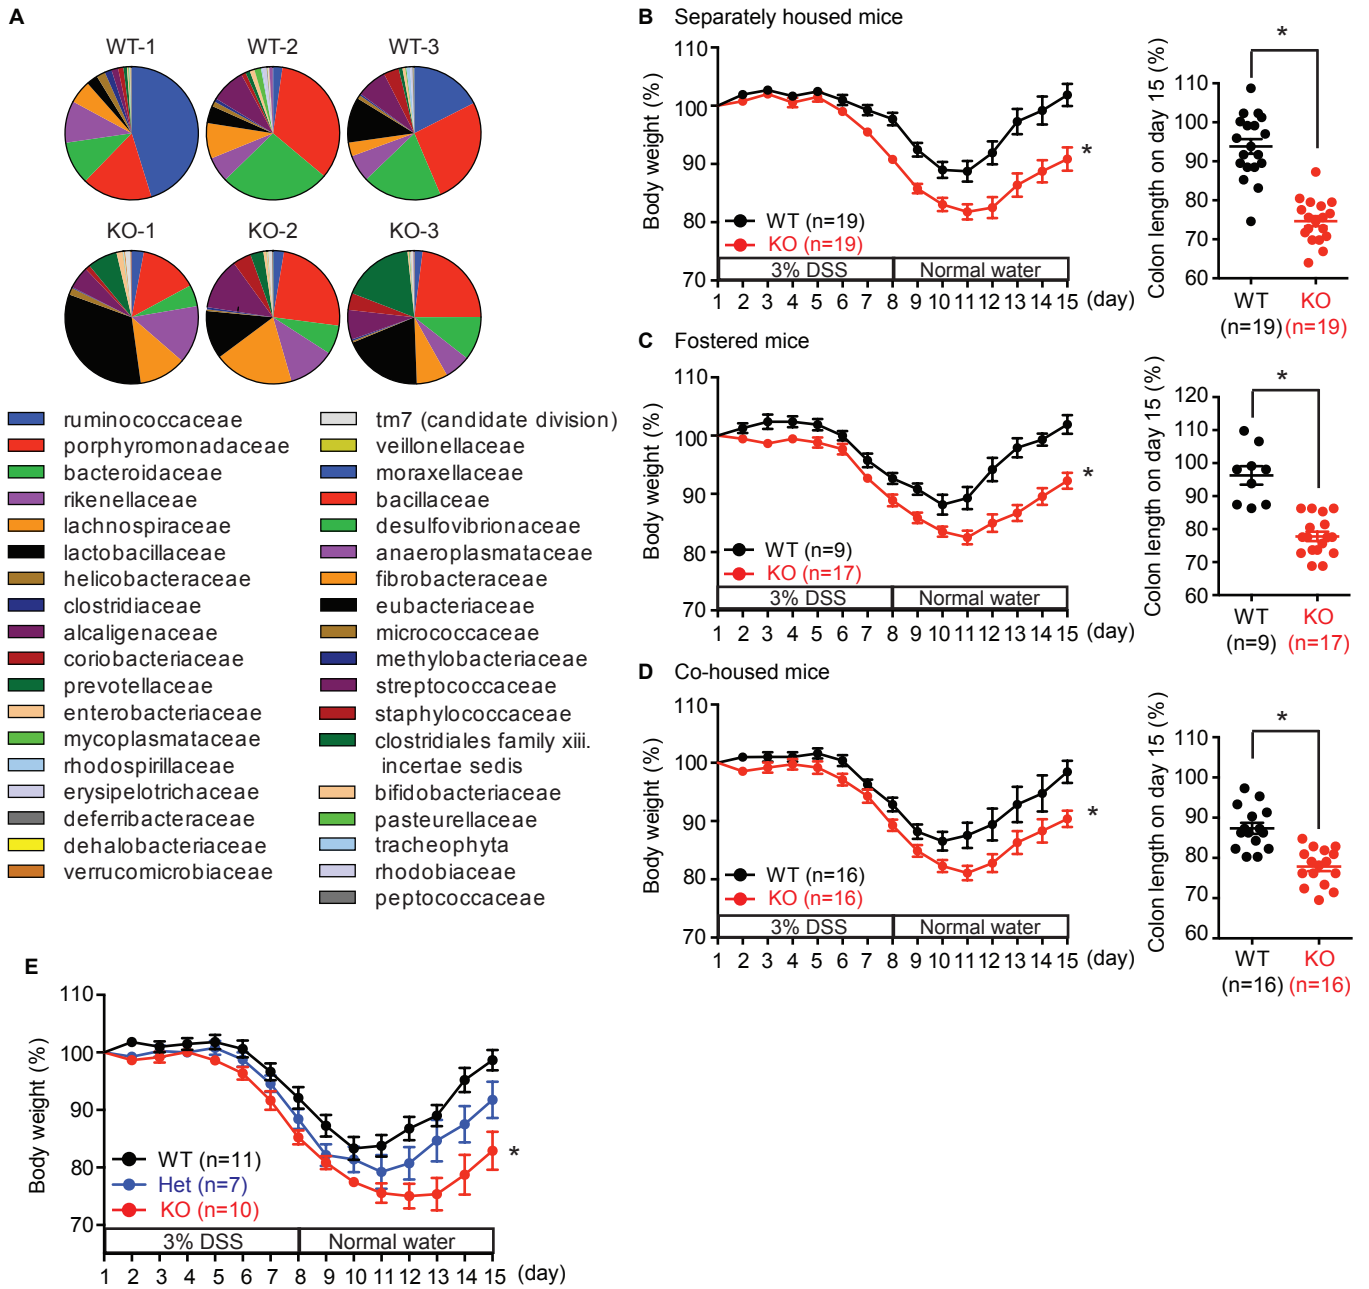 A
WT-1 WT-2 WT-3
KO-1 KO-2 KO-3
ruminococcaceae
porphyromonadaceae
bacteroidaceae
rikenellaceae
lachnospiraceae
lactobacillaceae
helicobacteraceae
clostridiaceae
alcaligenaceae
coriobacteriaceae
prevotellaceae
enterobacteriaceae
mycoplasmataceae
rhodospirillaceae
erysipelotrichaceae
deferribacteraceae
dehalobacteriaceae
verrucomicrobiaceae
tm7 (candidate division)
veillonellaceae
moraxellaceae
bacillaceae
desulfovibrionaceae
anaeroplasmataceae
fibrobacteraceae
eubacteriaceae
micrococcaceae
methylobacteriaceae
streptococcaceae
staphylococcaceae
clostridiales family xiii.
incertae sedis
bifidobacteriaceae
pasteurellaceae
tracheophyta
rhodobiaceae
peptococcaceae
B Separately housed mice
Body weight (%)
110
100
90
80
70
WT (n=19)
KO (n=19)
*
3% DSS Normal water
1 2 3 4 5 6 7 8 9 10 11 12 13 14 15 (day)
Colon length on day 15 (%)
110
100
90
80
70
60
*
WT KO
(n=19) (n=19)
C Fostered mice
Body weight (%)
110
100
90
80
70
WT (n=9)
KO (n=17)
*
3% DSS Normal water
1 2 3 4 5 6 7 8 9 10 11 12 13 14 15 (day)
Colon length on day 15 (%)
120
110
100
90
80
70
60
*
WT KO
(n=9) (n=17)
D Co-housed mice
Body weight (%)
110
100
90
80
70
WT (n=16)
KO (n=16)
*
3% DSS Normal water
1 2 3 4 5 6 7 8 9 10 11 12 13 14 15 (day)
Colon length on day 15 (%)
110
100
90
80
70
60
*
WT KO
(n=16) (n=16)
E
Body weight (%)
110
100
90
80
70
WT (n=11)
Het (n=7)
KO (n=10)
*
3% DSS Normal water
1 2 3 4 5 6 7 8 9 10 11 12 13 14 15 (day)